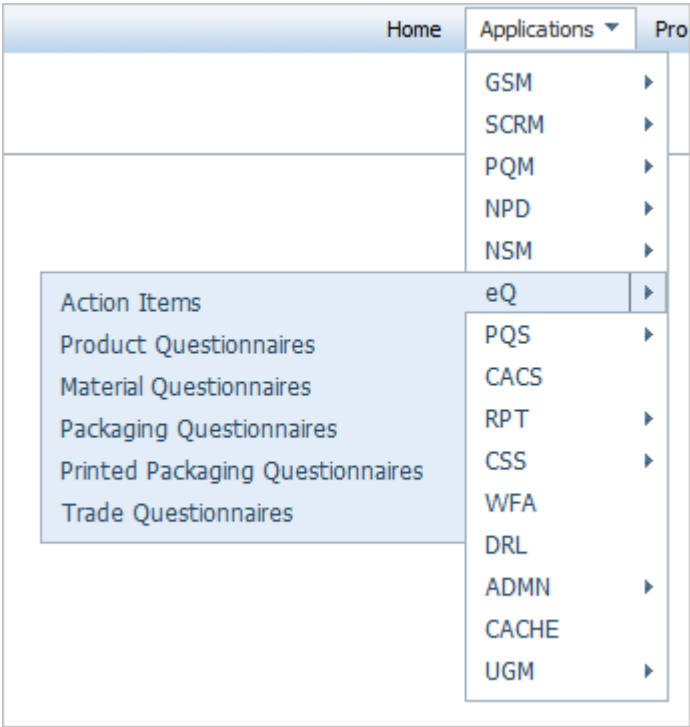 Home Applications Pro
GSM
SCRM
PQM
NPD
NSM
eQ
Action Items
Product Questionnaires
Material Questionnaires
Packaging Questionnaires
Printed Packaging Questionnaires
Trade Questionnaires
PQS
CACS
RPT
CSS
WFA
DRL
ADMN
CACHE
UGM